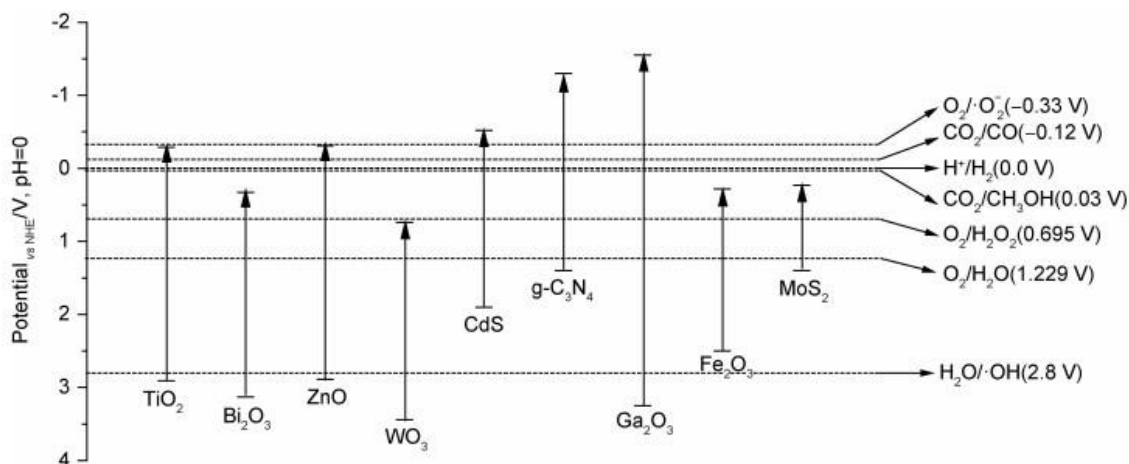 Potential vs NHE/V, pH=0
-2
-1
0
1
2
3
4
TiO₂
Bi₂O₃
ZnO
WO₃
CdS
g-C₃N₄
Ga₂O₃
Fe₂O₃
MoS₂
O₂/·O₂⁻(−0.33 V)
CO₂/CO(−0.12 V)
H⁺/H₂(0.0 V)
CO₂/CH₃OH(0.03 V)
O₂/H₂O₂(0.695 V)
O₂/H₂O(1.229 V)
H₂O/·OH(2.8 V)